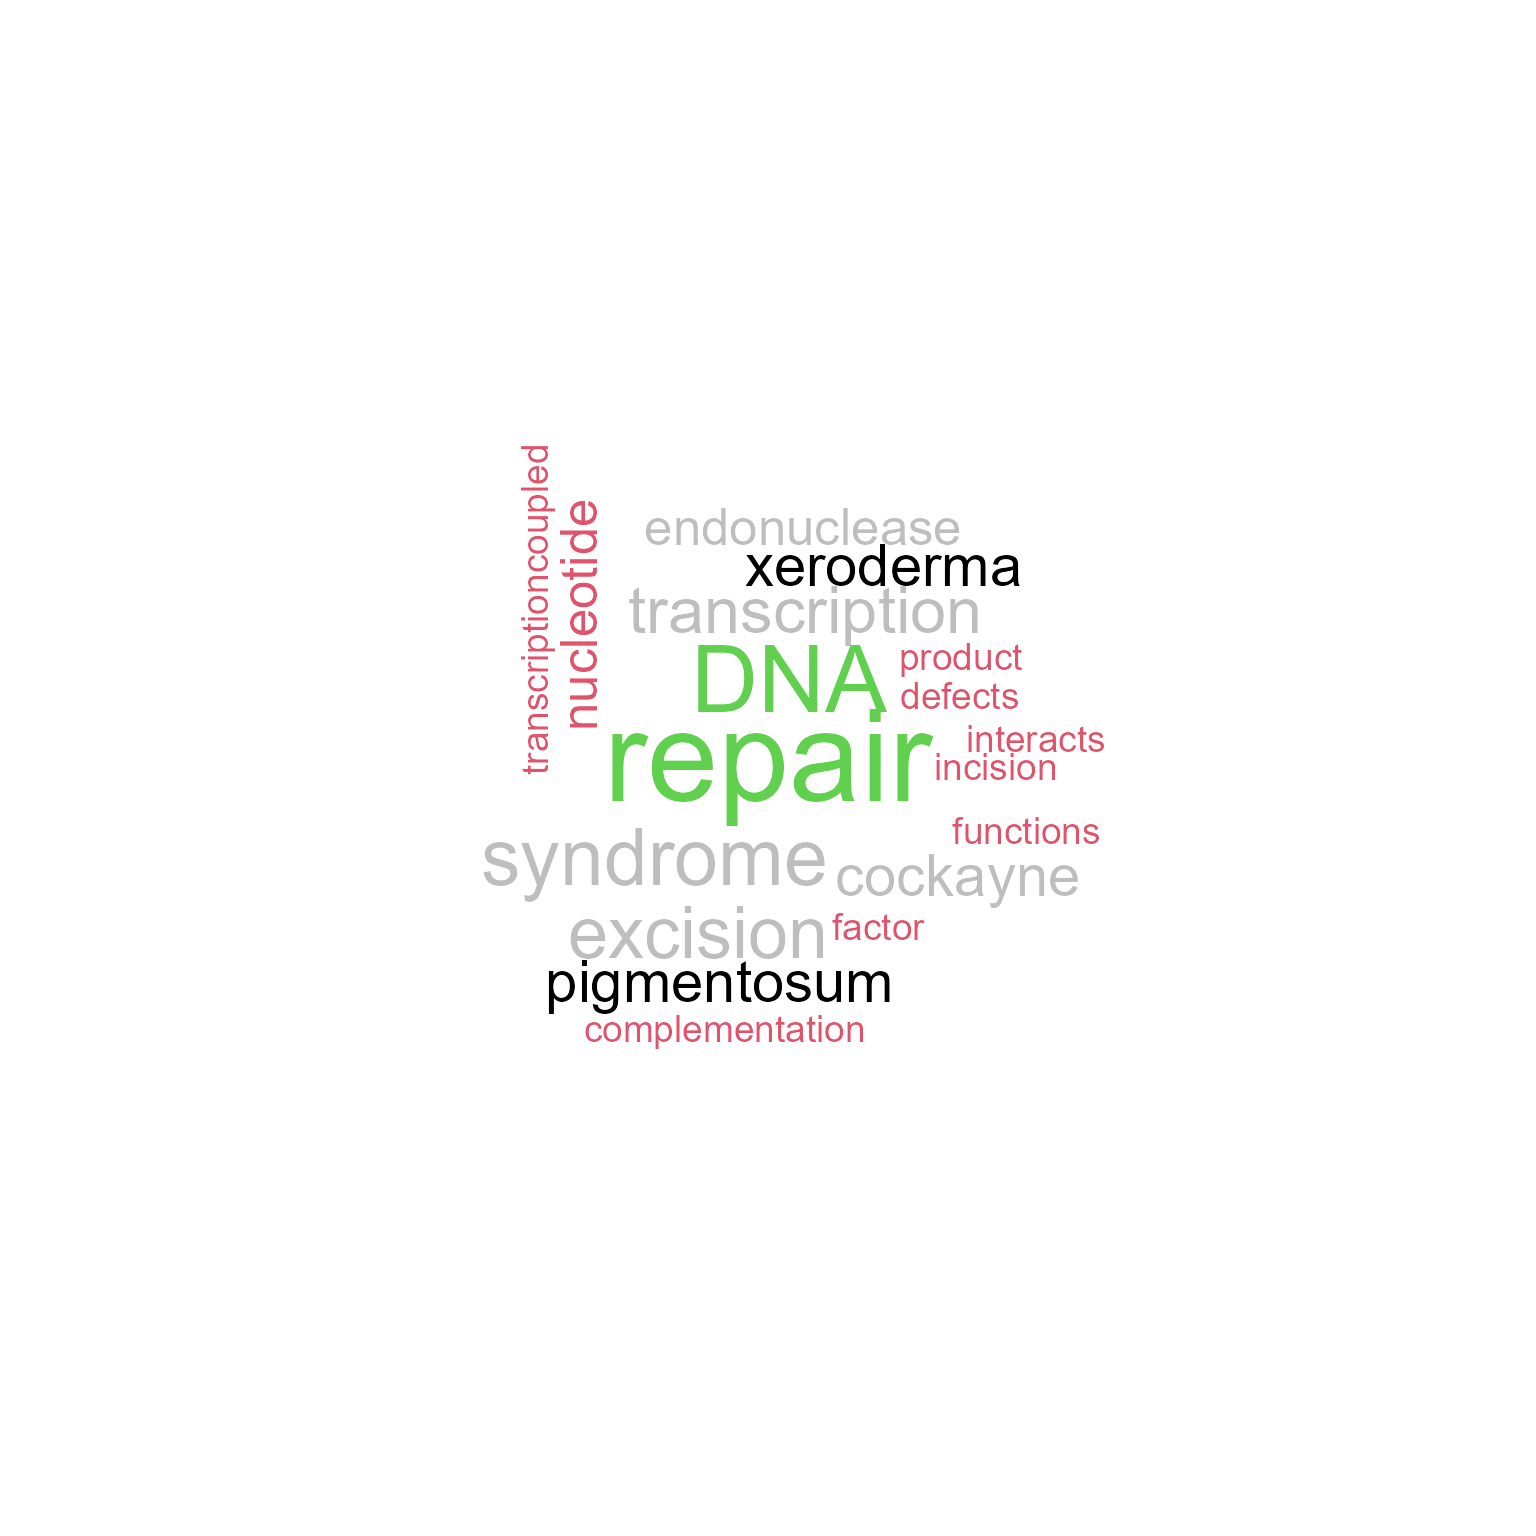 transcriptioncoupled
nucleotide
endonuclease
xeroderma
transcription
DNA
product
defects
repair
interacts
incision
functions
syndrome
cockayne
excision
factor
pigmentosum
complementation